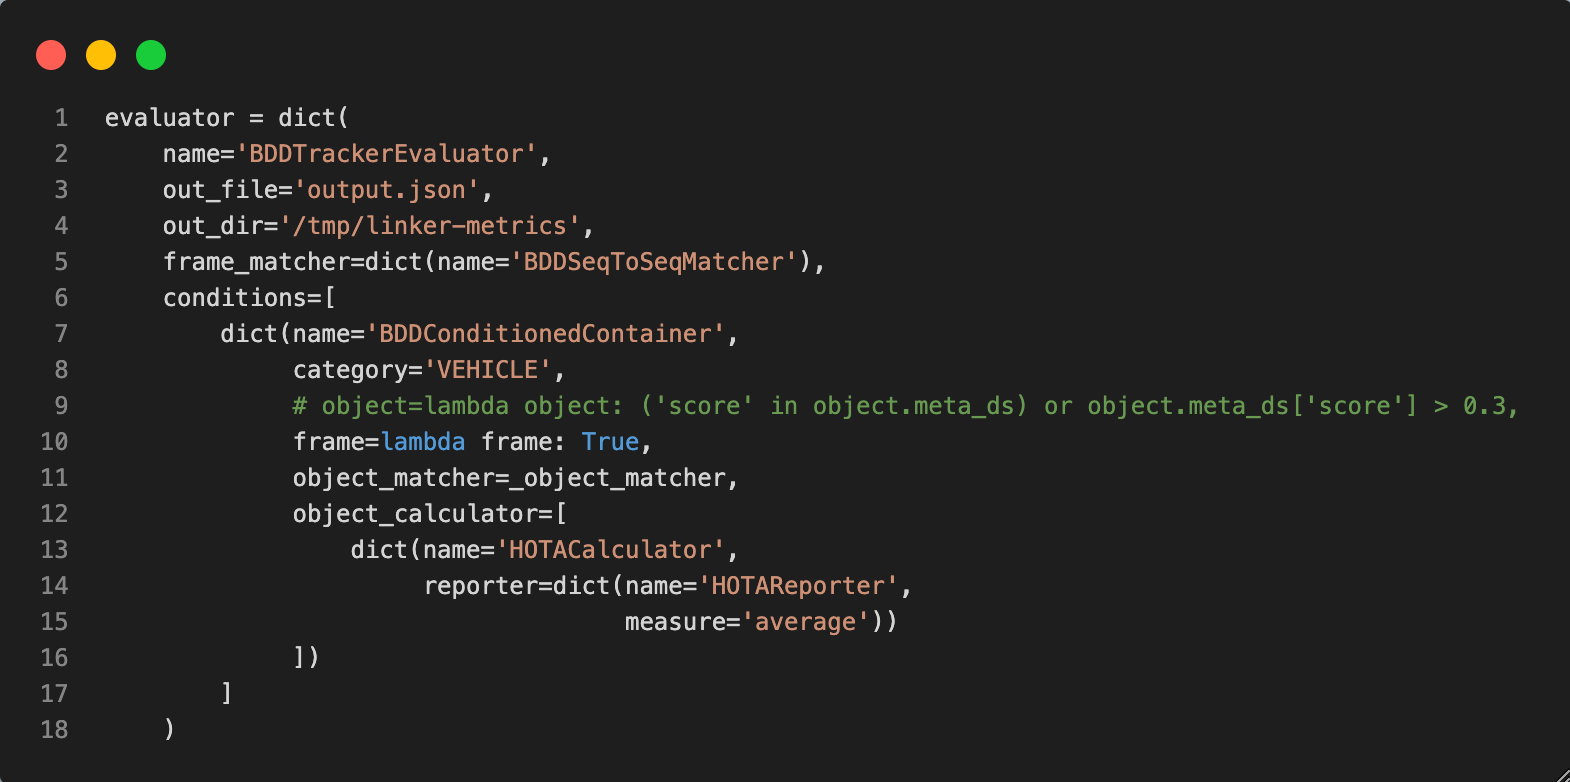 1 evaluator = dict(
2     name='BDDTrackerEvaluator',
3     out_file='output.json',
4     out_dir='/tmp/linker-metrics',
5     frame_matcher=dict(name='BDDSeqToSeqMatcher'),
6     conditions=[
7         dict(name='BDDConditionedContainer',
8              category='VEHICLE',
9              # object=lambda object: ('score' in object.meta_ds) or object.meta_ds['score'] > 0.3,
10              frame=lambda frame: True,
11              object_matcher=_object_matcher,
12              object_calculator=[
13                  dict(name='HOTACalculator',
14                       reporter=dict(name='HOTAReporter',
15                                     measure='average'))
16              ])
17         ]
18     )